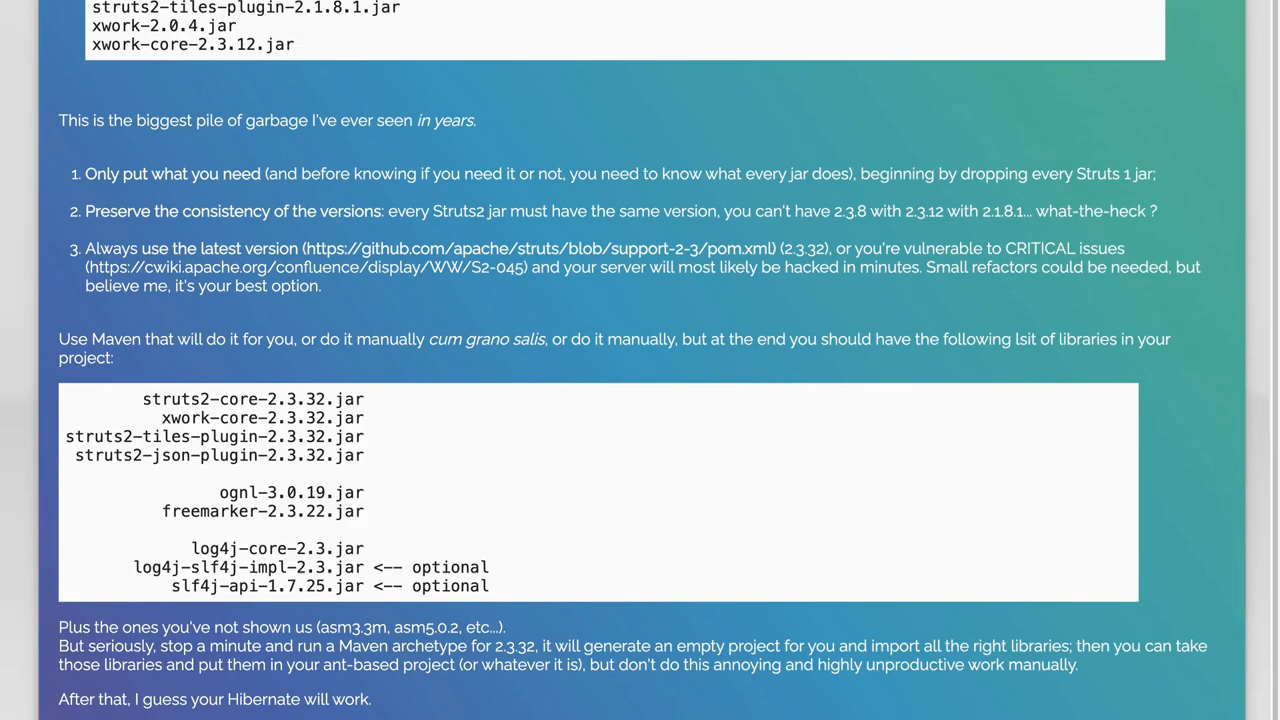 struts2-tiles-plugin-2.1.8.1.jar
xwork-2.0.4.jar
xwork-core-2.3.12.jar
This is the biggest pile of garbage I've ever seen in years.
1. Only put what you need (and before knowing if you need it or not, you need to know what every jar does), beginning by dropping every Struts 1 jar;
2. Preserve the consistency of the versions: every Struts2 jar must have the same version, you can't have 2.3.8 with 2.3.12 with 2.1.8.1... what-the-heck ?
3. Always use the latest version (https://github.com/apache/struts/blob/support-2-3/pom.xml) (2.3.32), or you're vulnerable to CRITICAL issues
(https://cwiki.apache.org/confluence/display/WW/S2-045) and your server will most likely be hacked in minutes. Small refactors could be needed, but
believe me, it's your best option.
Use Maven that will do it for you, or do it manually cum grano salis, or do it manually, but at the end you should have the following lsit of libraries in your
project:
struts2-core-2.3.32.jar
xwork-core-2.3.32.jar
struts2-tiles-plugin-2.3.32.jar
struts2-json-plugin-2.3.32.jar
ognl-3.0.19.jar
freemarker-2.3.22.jar
log4j-core-2.3.jar
log4j-slf4j-impl-2.3.jar <-- optional
slf4j-api-1.7.25.jar <-- optional
Plus the ones you've not shown us (asm3.3m, asm5.0.2, etc...).
But seriously, stop a minute and run a Maven archetype for 2.3.32, it will generate an empty project for you and import all the right libraries; then you can take
those libraries and put them in your ant-based project (or whatever it is), but don't do this annoying and highly unproductive work manually.
After that, I guess your Hibernate will work.